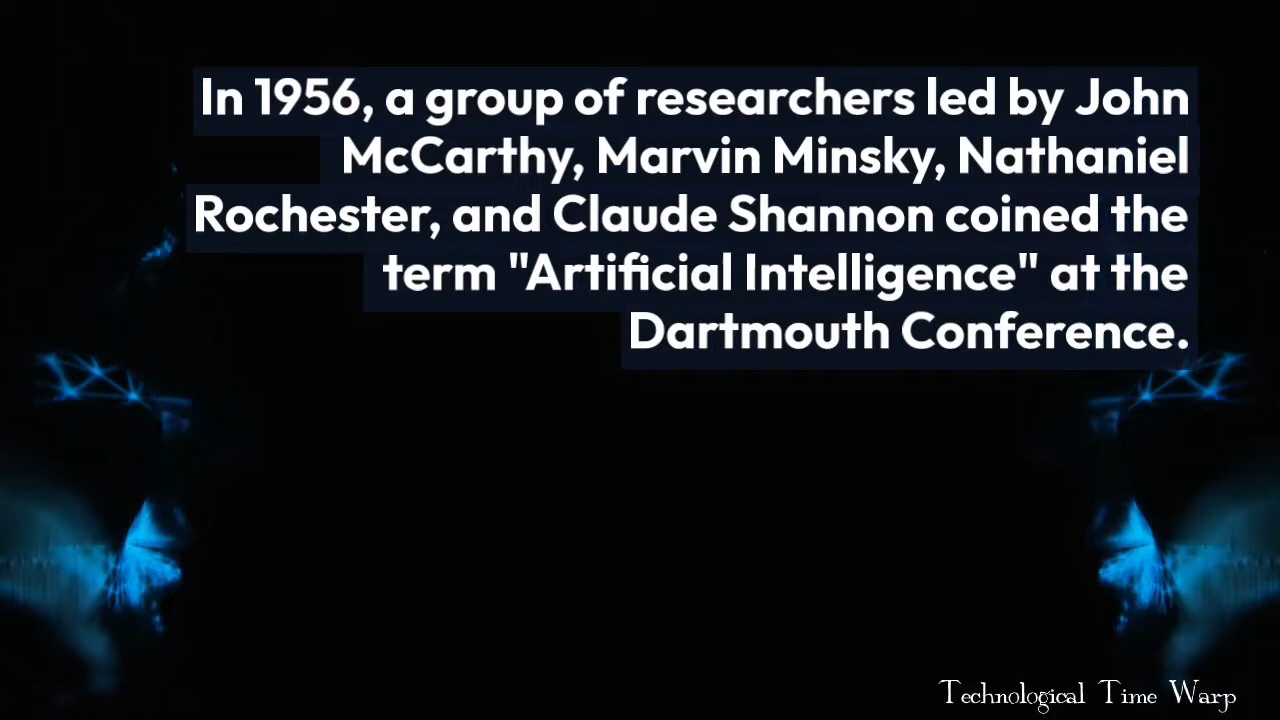 In 1956, a group of researchers led by John
McCarthy, Marvin Minsky, Nathaniel
Rochester, and Claude Shannon coined the
term "Artificial Intelligence" at the
Dartmouth Conference.
Technological Time Warp